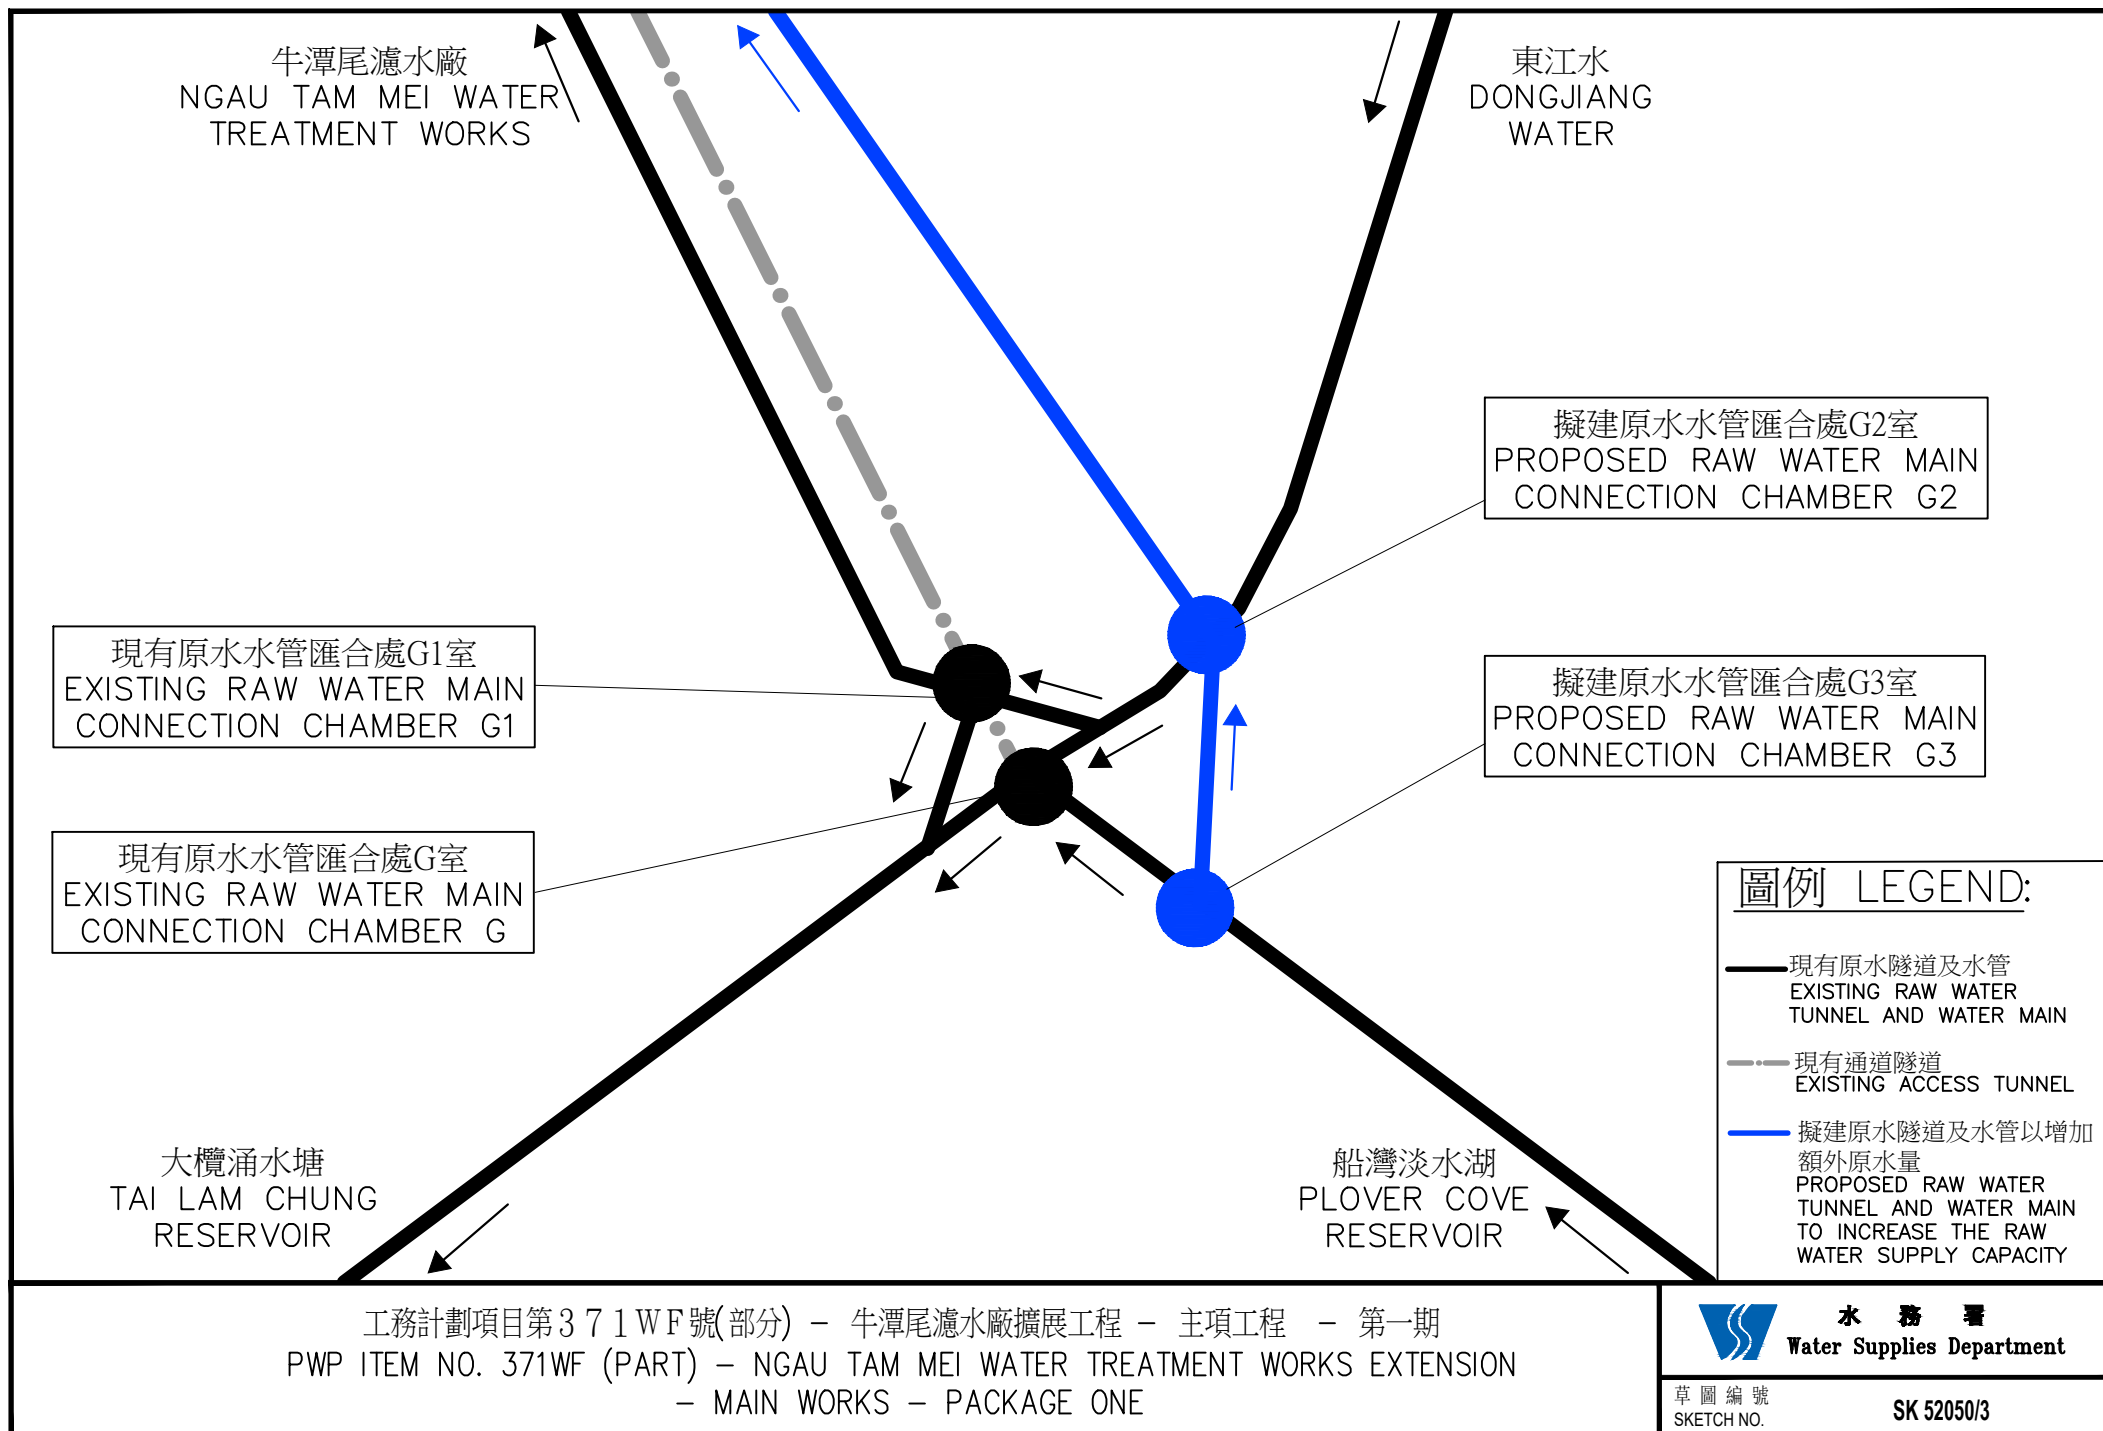 牛潭尾濾水廠
NGAU TAM MEI WATER
TREATMENT WORKS
東江水
DONGJIANG
WATER
擬建原水水管匯合處G2室
PROPOSED RAW WATER MAIN
CONNECTION CHAMBER G2
現有原水水管匯合處G1室
EXISTING RAW WATER MAIN
CONNECTION CHAMBER G1
擬建原水水管匯合處G3室
PROPOSED RAW WATER MAIN
CONNECTION CHAMBER G3
現有原水水管匯合處G室
EXISTING RAW WATER MAIN
CONNECTION CHAMBER G
圖例 LEGEND:
現有原水隧道及水管
EXISTING RAW WATER
TUNNEL AND WATER MAIN
現有通道隧道
EXISTING ACCESS TUNNEL
擬建原水隧道及水管以增加
額外原水量
PROPOSED RAW WATER
TUNNEL AND WATER MAIN
TO INCREASE THE RAW
WATER SUPPLY CAPACITY
大欖涌水塘
TAI LAM CHUNG
RESERVOIR
船灣淡水湖
PLOVER COVE
RESERVOIR
工務計劃項目第371WF號(部分) – 牛潭尾濾水廠擴展工程 – 主項工程 – 第一期
PWP ITEM NO. 371WF (PART) – NGAU TAM MEI WATER TREATMENT WORKS EXTENSION
– MAIN WORKS – PACKAGE ONE
水務署
Water Supplies Department
草圖編號
SKETCH NO.
SK 52050/3